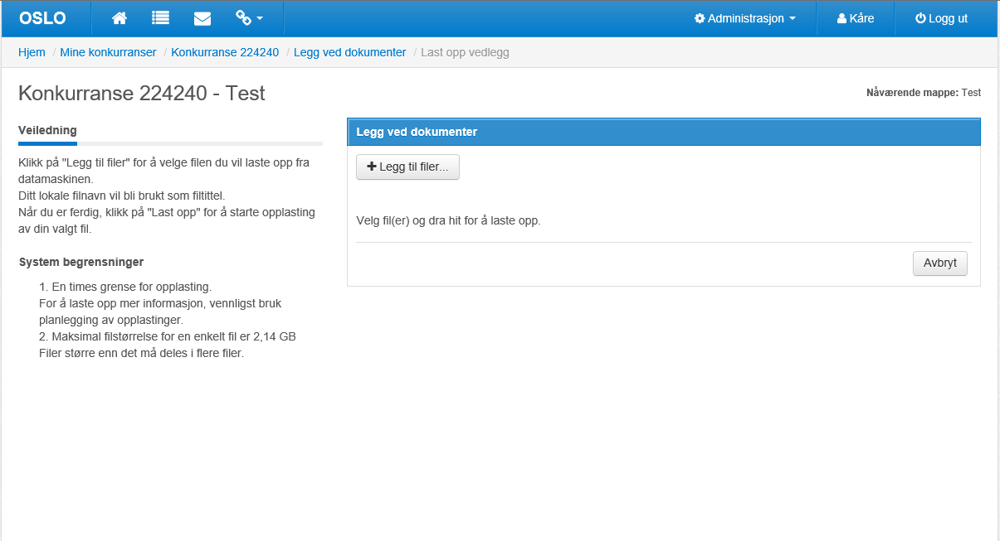 OSLO Administrasjon Kåre Logg ut
Hjem / Mine konkurranser / Konkurranse 224240 / Legg ved dokumenter / Last opp vedlegg
Konkurranse 224240 - Test
Nåværende mappe: Test
Veiledning
Klikk på "Legg til filer" for å velge filen du vil laste opp fra
datamaskinen.
Ditt lokale filnavn vil bli brukt som filtittel.
Når du er ferdig, klikk på "Last opp" for å starte opplasting
av din valgt fil.
System begrensninger
1. En times grense for opplasting.
For å laste opp mer informasjon, vennligst bruk
planlegging av opplastinger.
2. Maksimal filstørrelse for en enkelt fil er 2,14 GB
Filer større enn det må deles i flere filer.
Legg ved dokumenter
Legg til filer...
Velg fil(er) og dra hit for å laste opp.
Avbryt